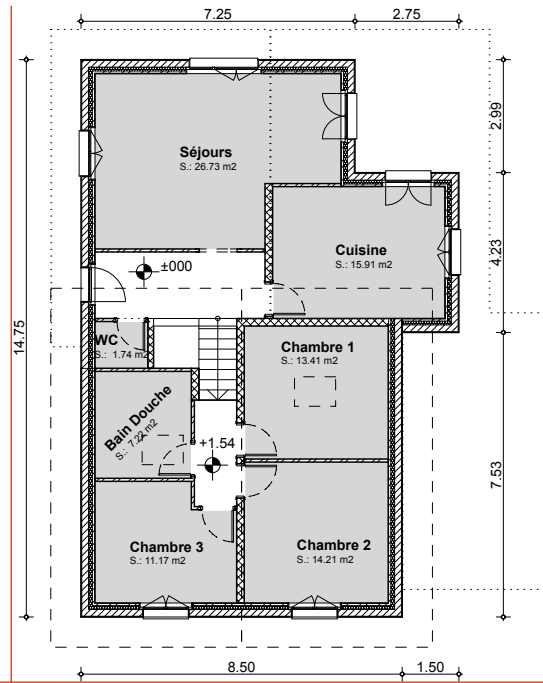 7.25 2.75
Séjours
S.: 26.73 m2
2.99
Cuisine
S.: 15.91 m2
±000
4.23
14.75
WC
S.: 1.74 m2
Chambre 1
S.: 13.41 m2
Bain Douche
S.: 7.22 m2
+1.54
7.53
Chambre 3
S.: 11.17 m2
Chambre 2
S.: 14.21 m2
8.50 1.50